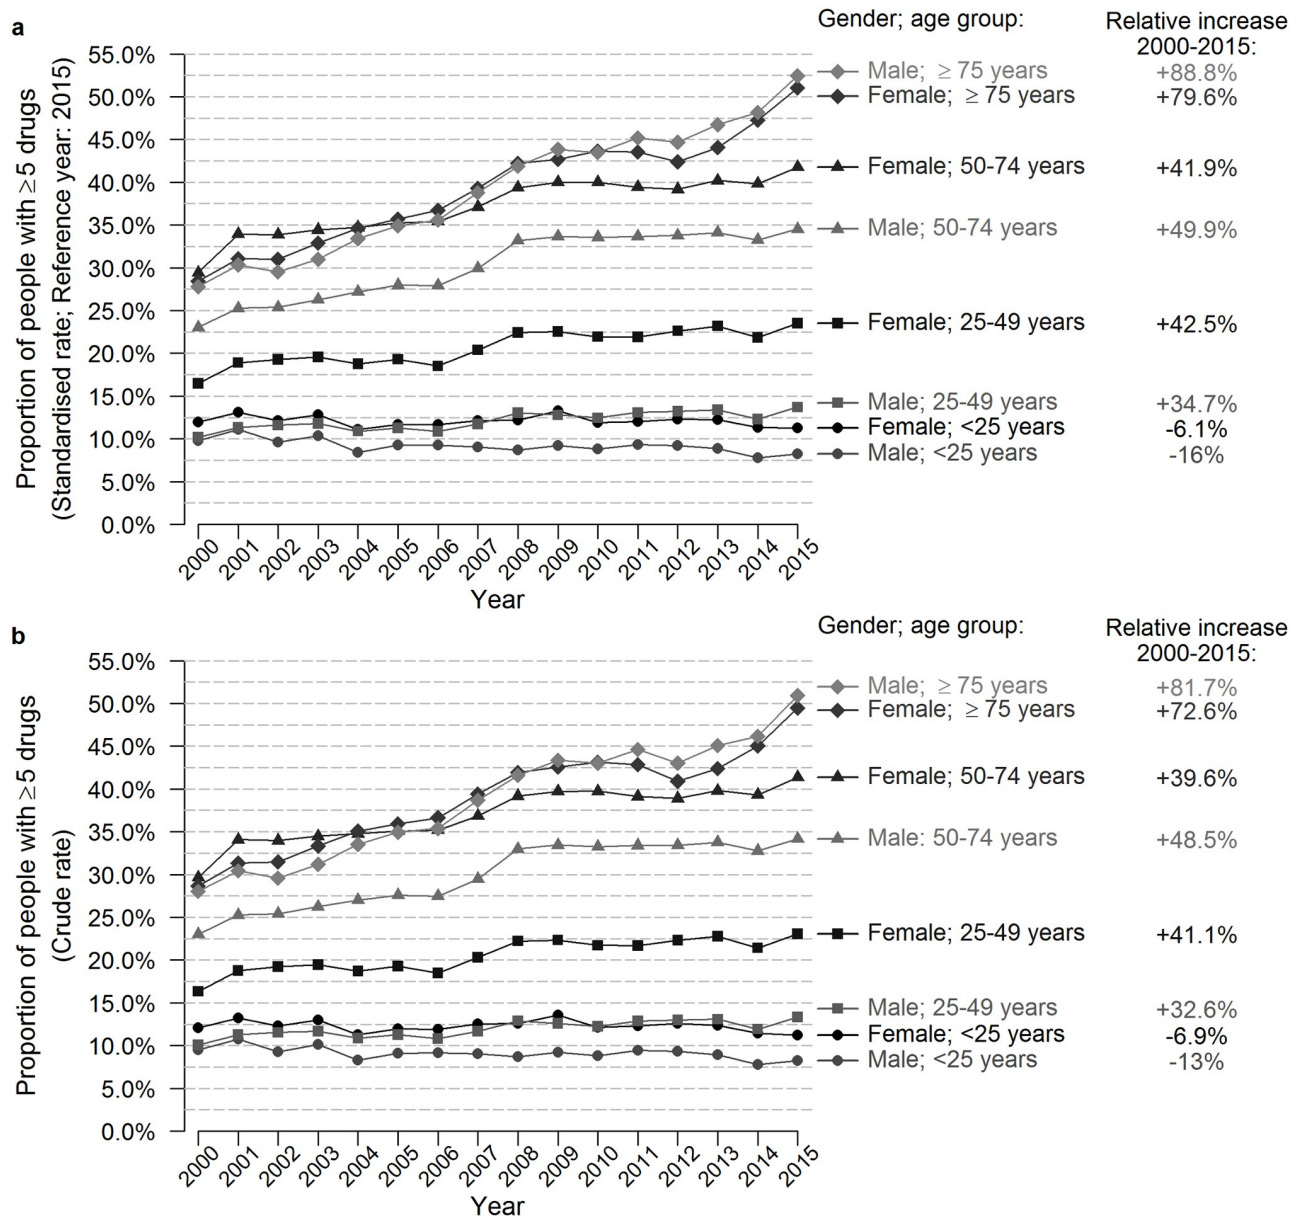 a
Gender; age group:
Relative increase
2000-2015:
Proportion of people with ≥5 drugs
(Standardised rate; Reference year: 2015)
55.0%
50.0%
45.0%
40.0%
35.0%
30.0%
25.0%
20.0%
15.0%
10.0%
5.0%
0.0%
Male; ≥ 75 years +88.8%
Female; ≥ 75 years +79.6%
Female; 50-74 years +41.9%
Male; 50-74 years +49.9%
Female; 25-49 years +42.5%
Male; 25-49 years +34.7%
Female; <25 years -6.1%
Male; <25 years -16%
2000 2001 2002 2003 2004 2005 2006 2007 2008 2009 2010 2011 2012 2013 2014 2015
Year
b
Gender; age group:
Relative increase
2000-2015:
Proportion of people with ≥5 drugs
(Crude rate)
55.0%
50.0%
45.0%
40.0%
35.0%
30.0%
25.0%
20.0%
15.0%
10.0%
5.0%
0.0%
Male; ≥ 75 years +81.7%
Female; ≥ 75 years +72.6%
Female; 50-74 years +39.6%
Male: 50-74 years +48.5%
Female; 25-49 years +41.1%
Male; 25-49 years +32.6%
Female; <25 years -6.9%
Male; <25 years -13%
2000 2001 2002 2003 2004 2005 2006 2007 2008 2009 2010 2011 2012 2013 2014 2015
Year